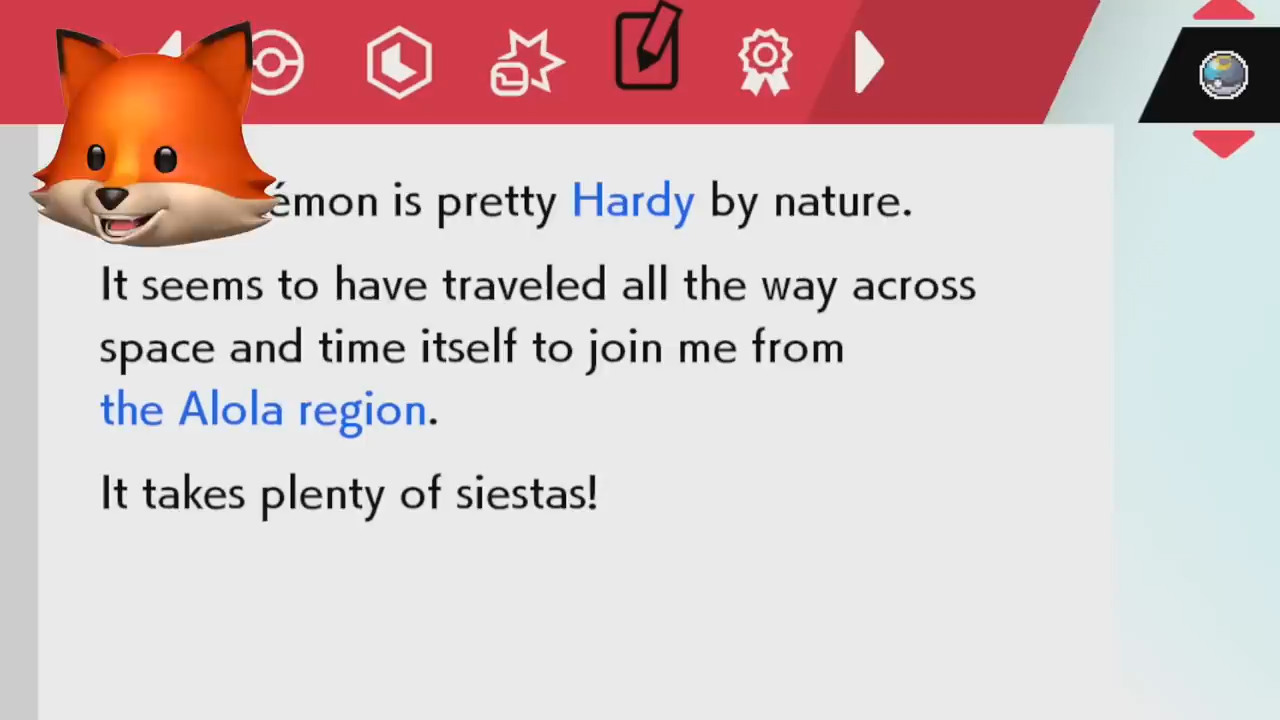 émon is pretty Hardy by nature.
It seems to have traveled all the way across
space and time itself to join me from
the Alola region.
It takes plenty of siestas!